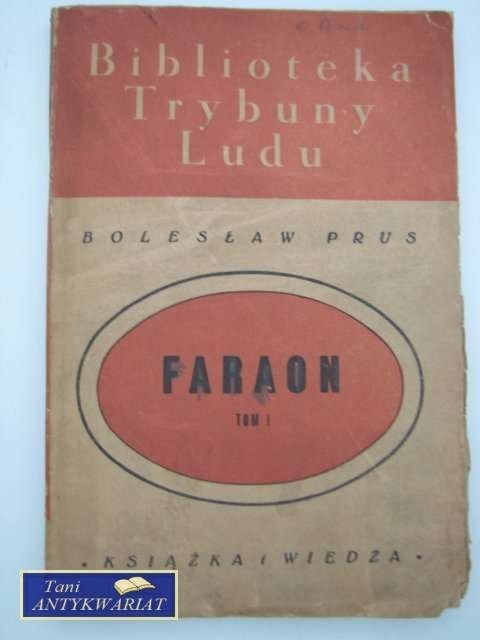 Biblioteka
Trybuny
Ludu
BOLESŁAW PRUS
FARAON
TOM I
• KSIĄŻKA i WIEDZA •
Tani
ANTYKWARIAT